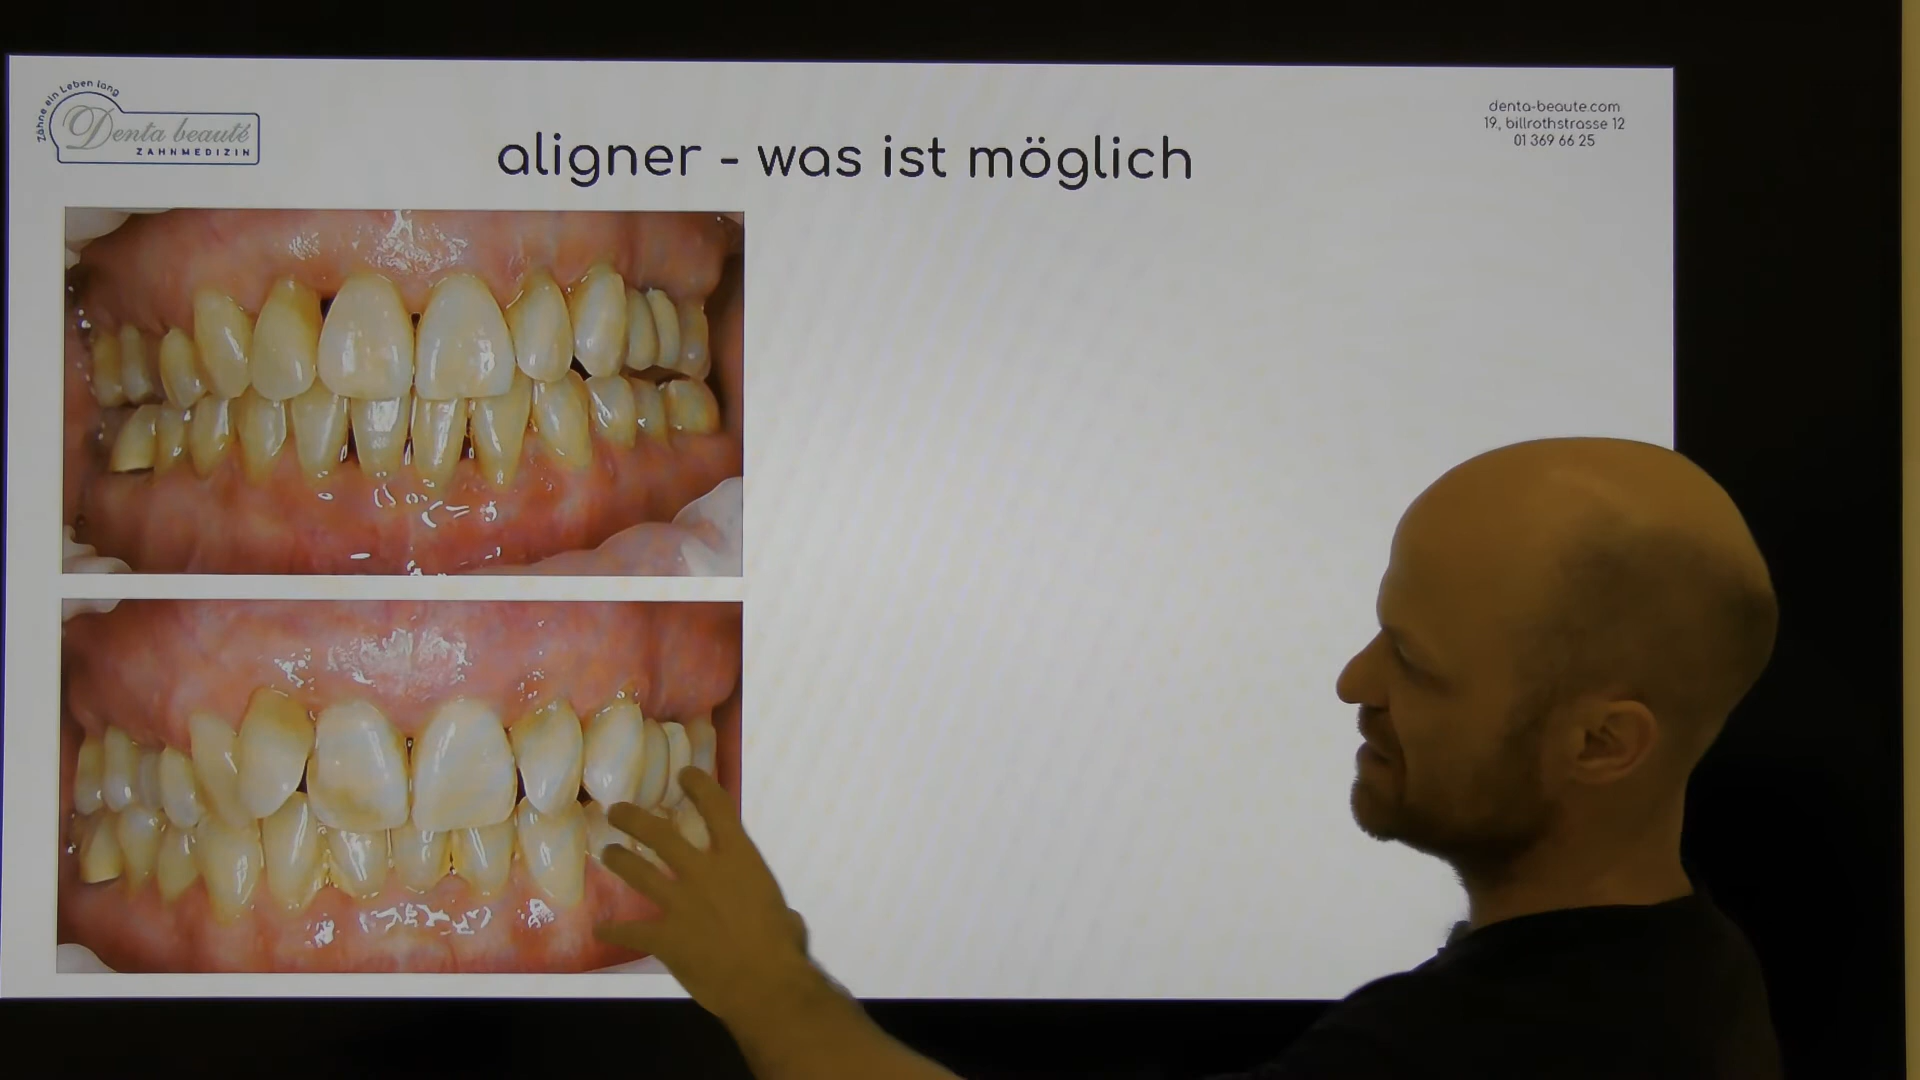 Zähne ein Leben lang
Denta beauté
ZAHNMEDIZIN
aligner - was ist möglich
denta-beaute.com
19, billrothstrasse 12
01 369 66 25